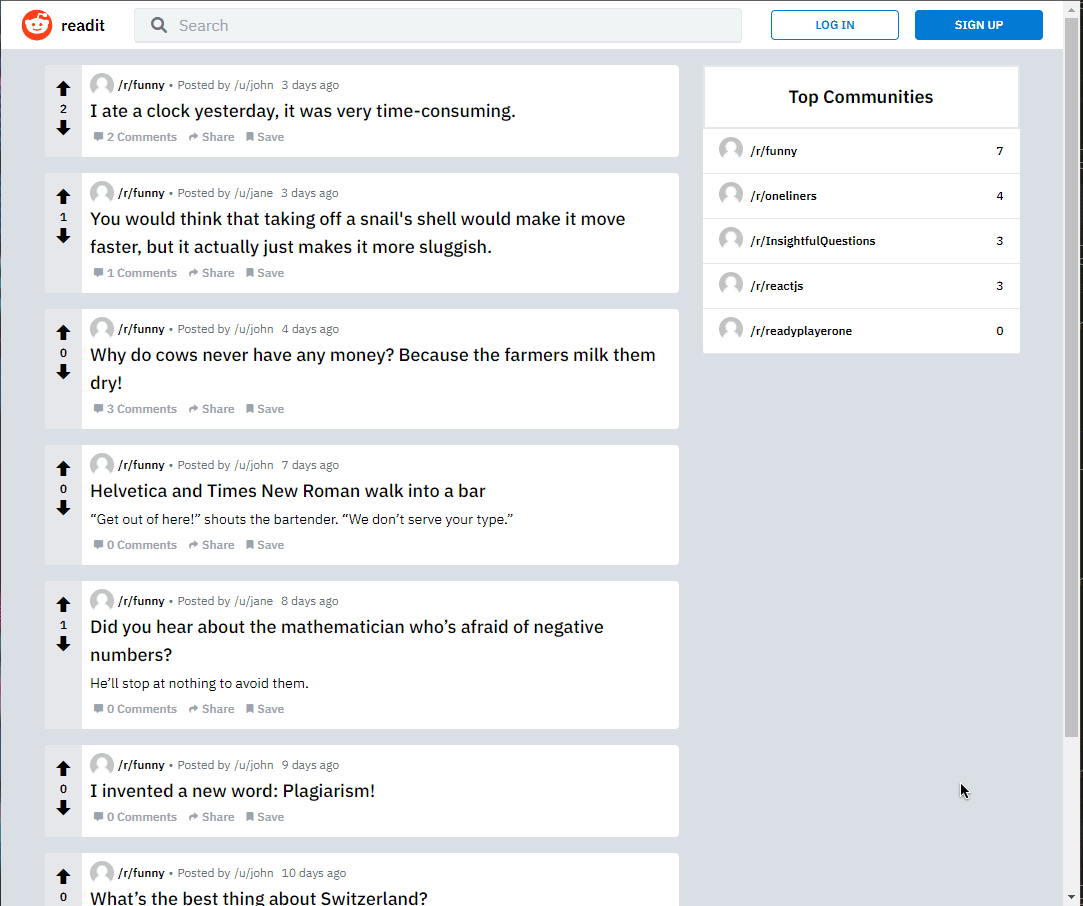 readit
Search
LOG IN
SIGN UP
2
/r/funny • Posted by /u/john 3 days ago
I ate a clock yesterday, it was very time-consuming.
2 Comments Share Save
1
/r/funny • Posted by /u/jane 3 days ago
You would think that taking off a snail's shell would make it move
faster, but it actually just makes it more sluggish.
1 Comments Share Save
0
/r/funny • Posted by /u/john 4 days ago
Why do cows never have any money? Because the farmers milk them
dry!
3 Comments Share Save
0
/r/funny • Posted by /u/john 7 days ago
Helvetica and Times New Roman walk into a bar
“Get out of here!” shouts the bartender. “We don’t serve your type.”
0 Comments Share Save
1
/r/funny • Posted by /u/jane 8 days ago
Did you hear about the mathematician who’s afraid of negative
numbers?
He’ll stop at nothing to avoid them.
0 Comments Share Save
0
/r/funny • Posted by /u/john 9 days ago
I invented a new word: Plagiarism!
0 Comments Share Save
0
/r/funny • Posted by /u/john 10 days ago
What’s the best thing about Switzerland?
Top Communities
/r/funny 7
/r/oneliners 4
/r/InsightfulQuestions 3
/r/reactjs 3
/r/readyplayerone 0